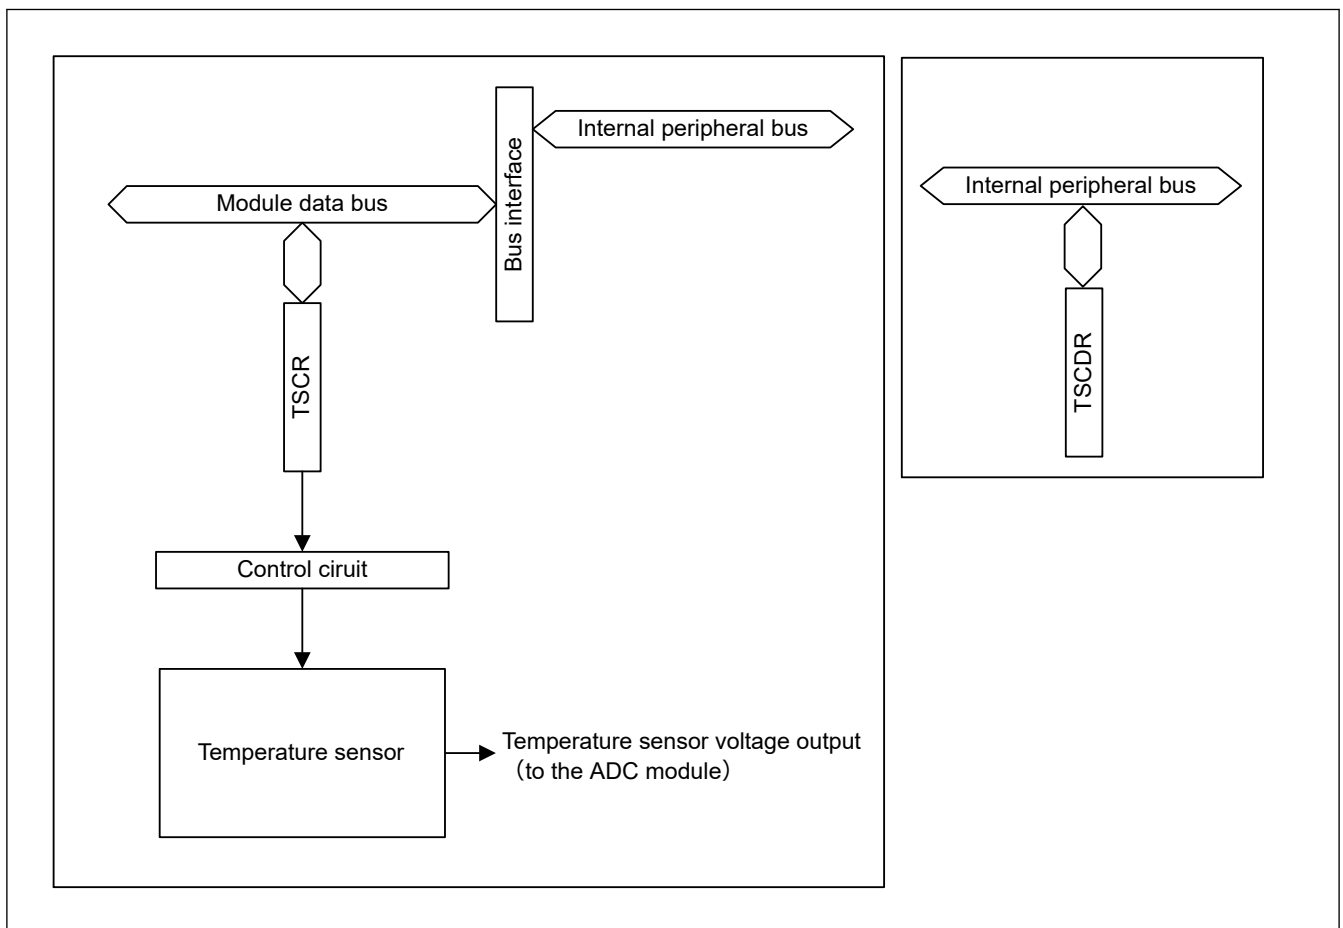 Internal peripheral bus
Module data bus
Bus interface
TSCR
Control ciruit
Temperature sensor
Temperature sensor voltage output
（to the ADC module）
Internal peripheral bus
TSCDR